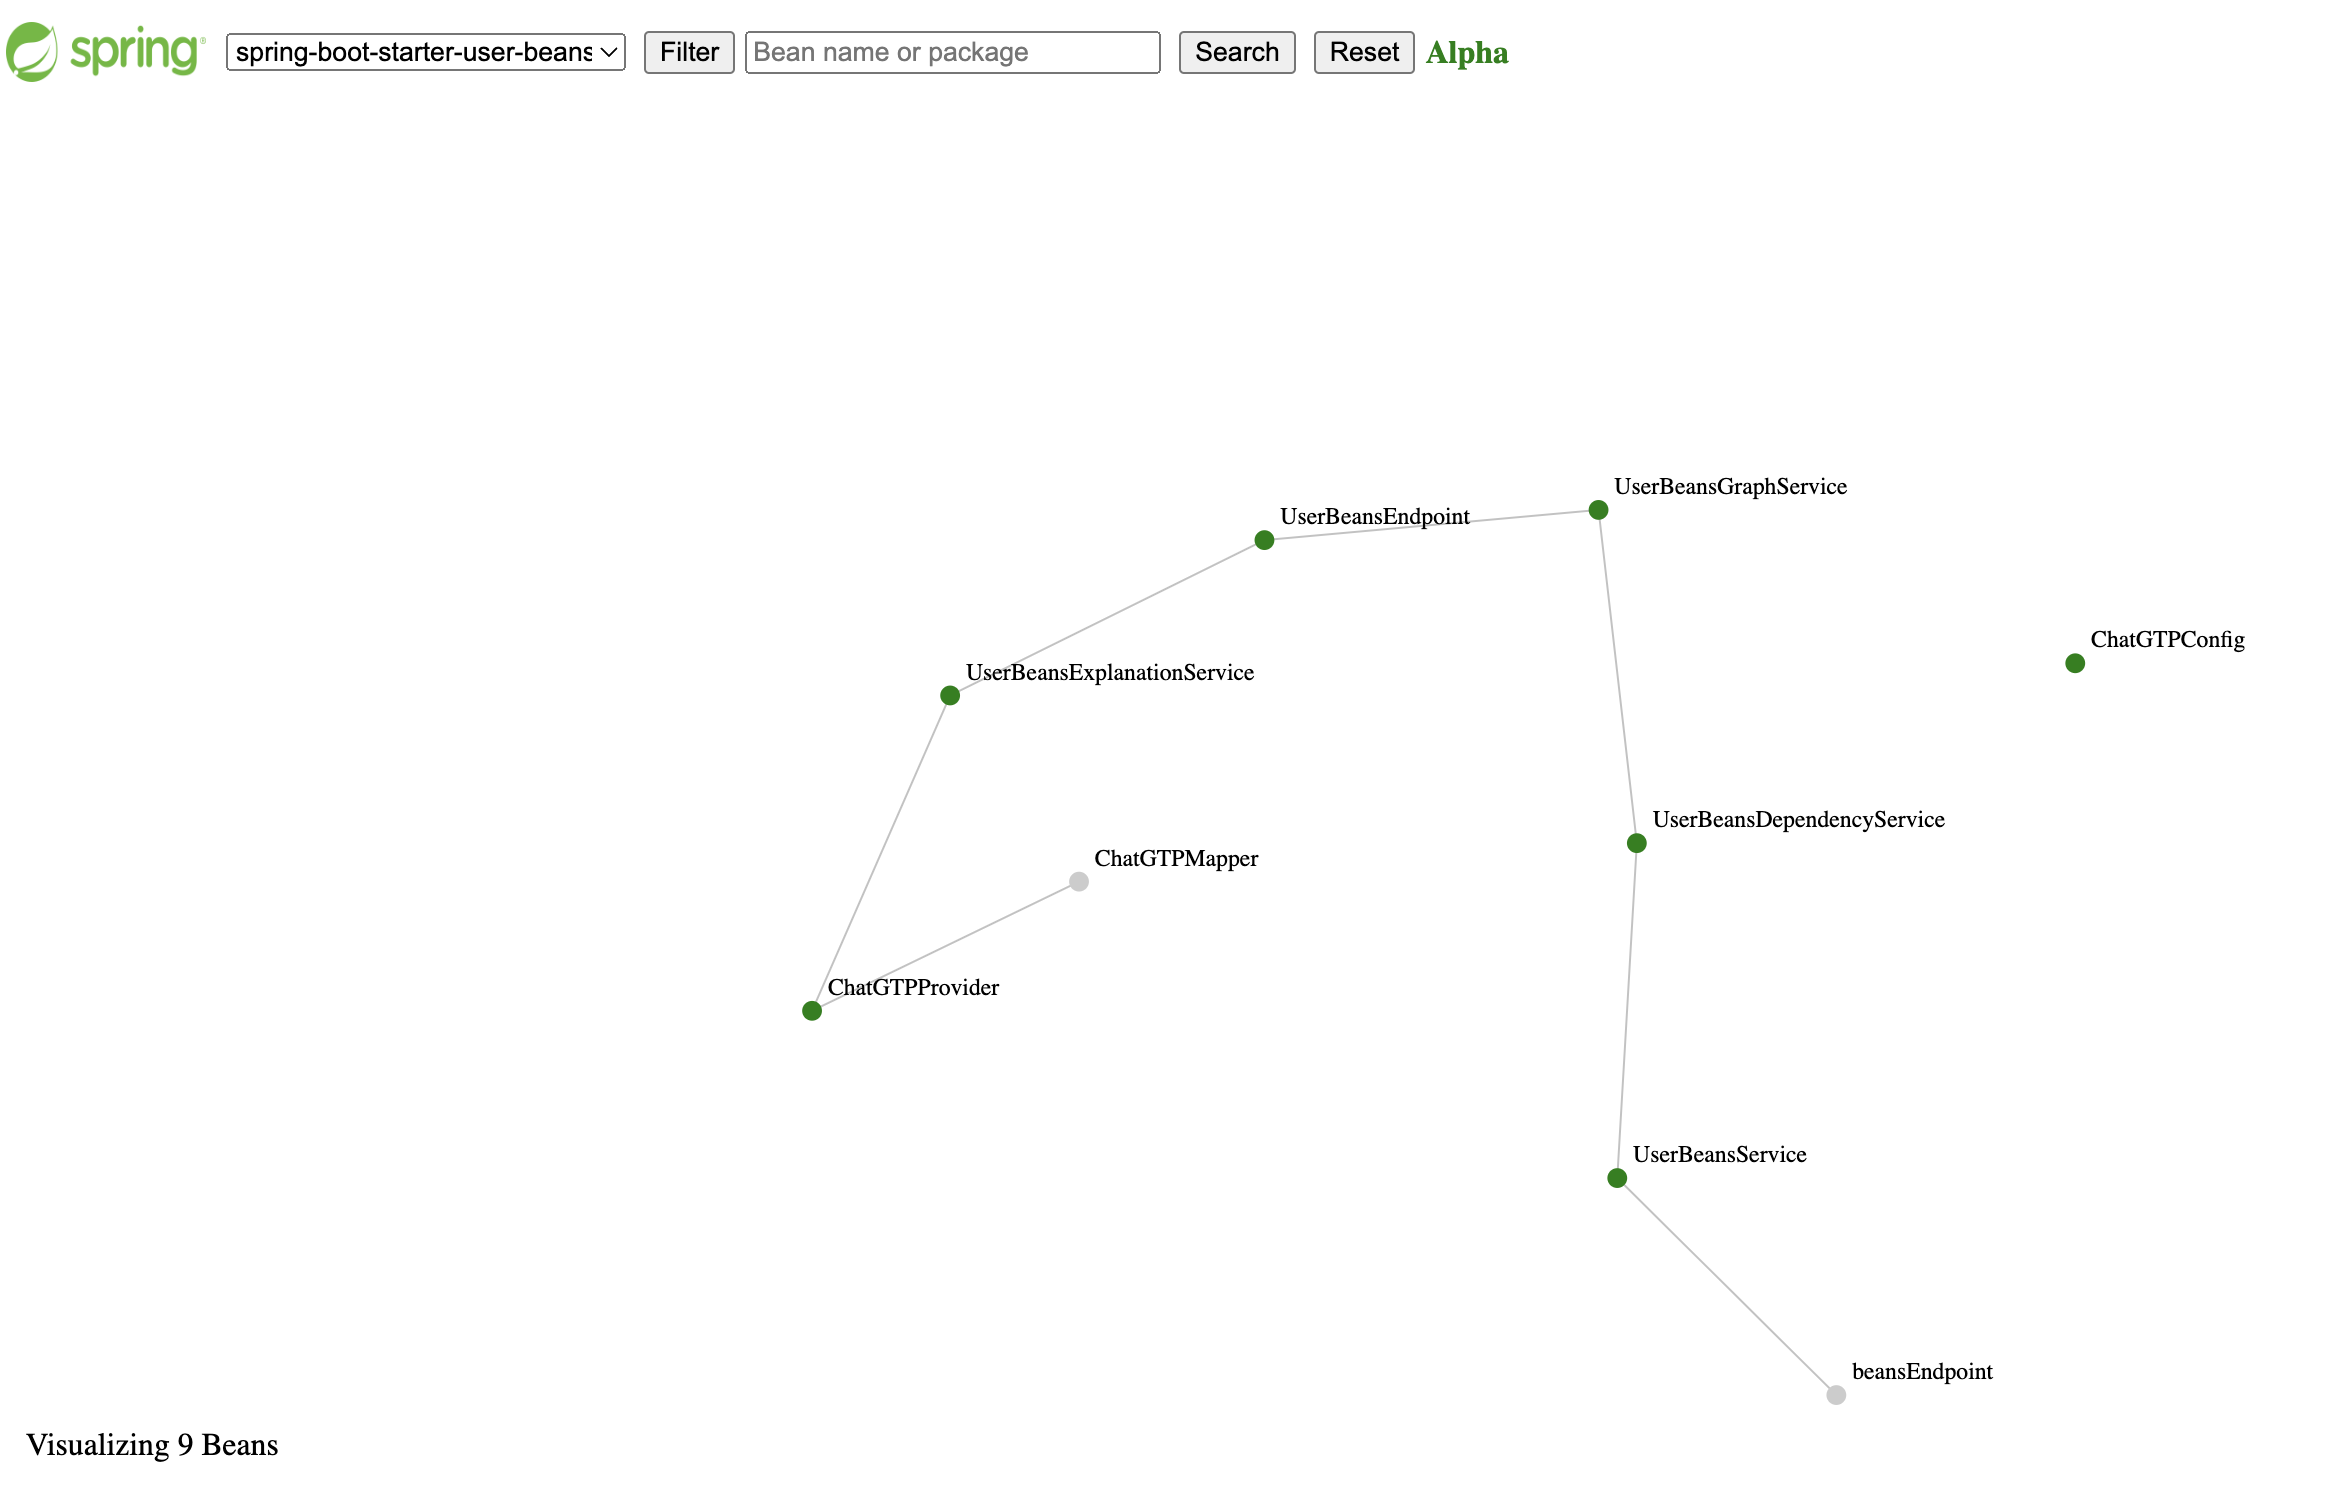 spring® spring-boot-starter-user-beans Filter Bean name or package Search Reset Alpha
UserBeansGraphService
UserBeansEndpoint
ChatGTPConfig
UserBeansExplanationService
UserBeansDependencyService
ChatGTPMapper
ChatGTPProvider
UserBeansService
beansEndpoint
Visualizing 9 Beans